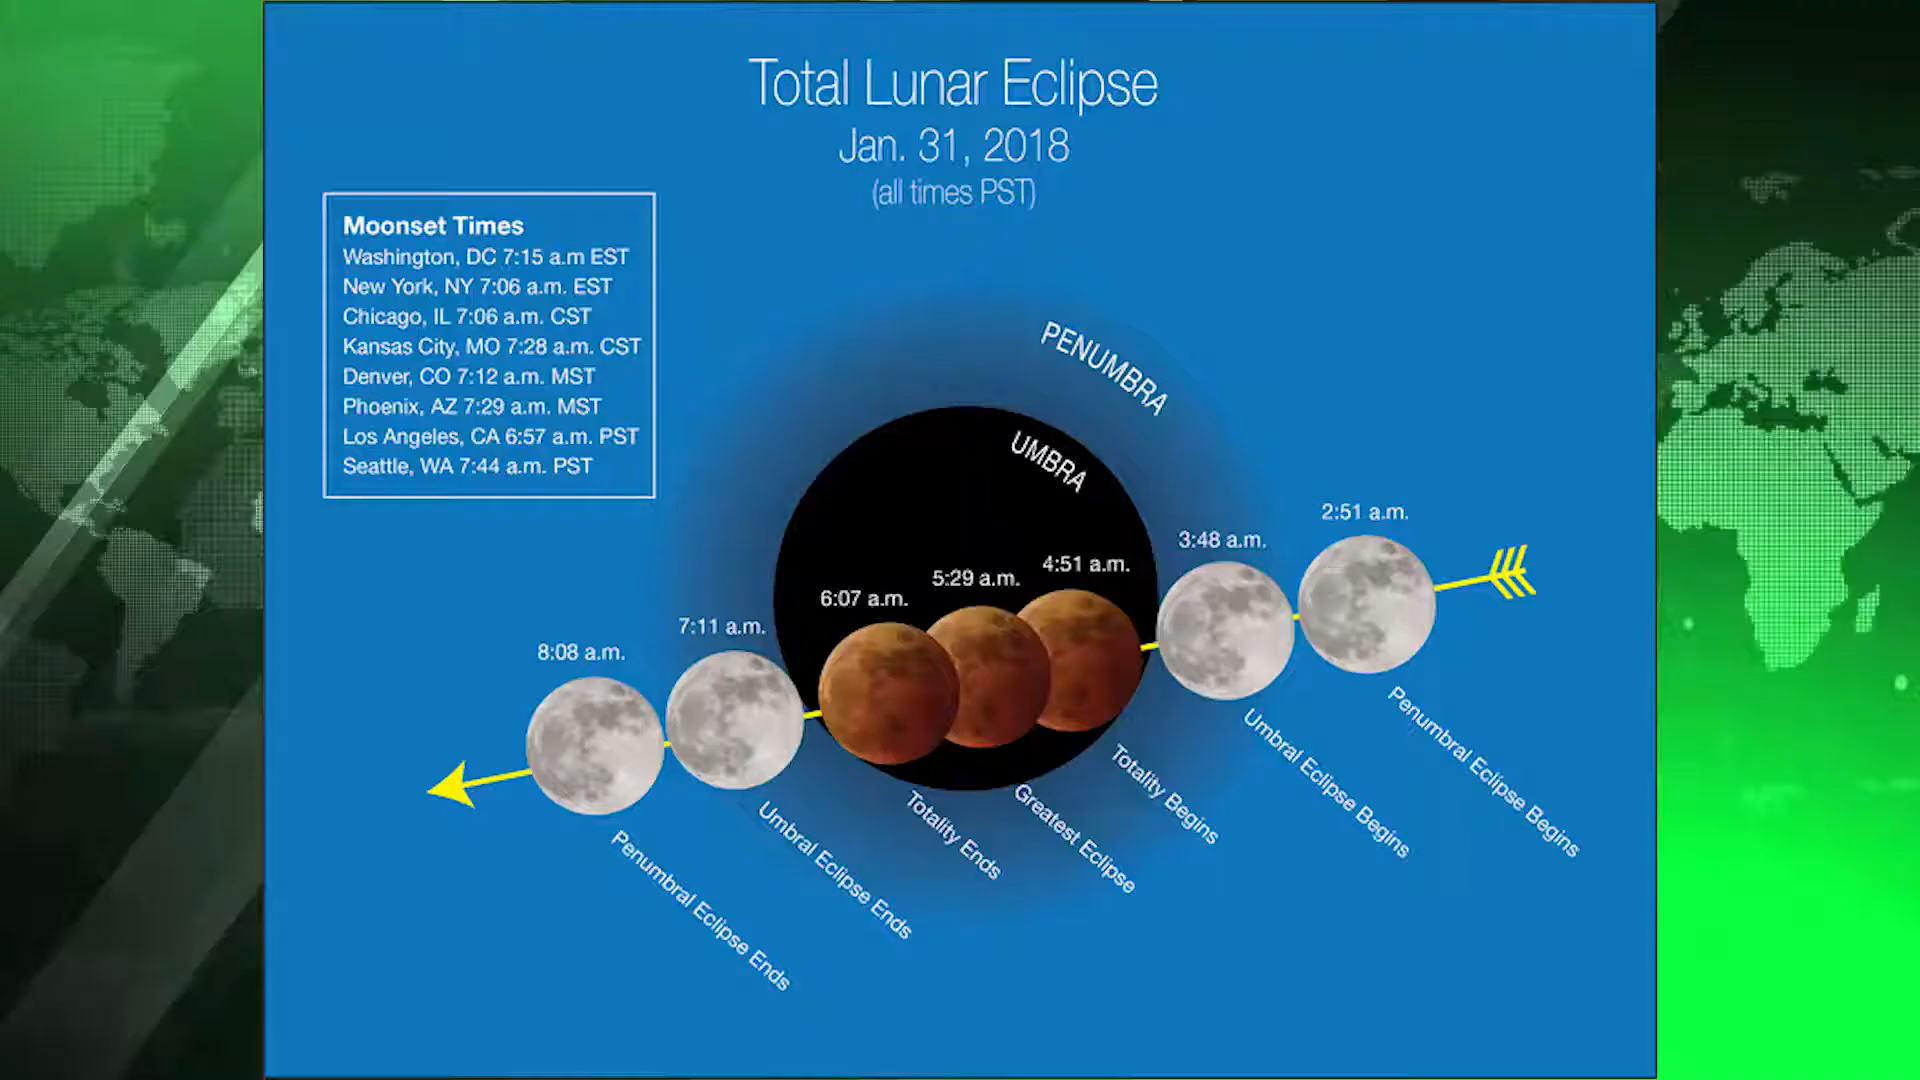 Total Lunar Eclipse
Jan. 31, 2018
(all times PST)
Moonset Times
Washington, DC 7:15 a.m EST
New York, NY 7:06 a.m. EST
Chicago, IL 7:06 a.m. CST
Kansas City, MO 7:28 a.m. CST
Denver, CO 7:12 a.m. MST
Phoenix, AZ 7:29 a.m. MST
Los Angeles, CA 6:57 a.m. PST
Seattle, WA 7:44 a.m. PST
PENUMBRA
UMBRA
8:08 a.m.
7:11 a.m.
6:07 a.m.
5:29 a.m.
4:51 a.m.
3:48 a.m.
2:51 a.m.
Penumbral Eclipse Ends
Umbral Eclipse Ends
Totality Ends
Greatest Eclipse
Totality Begins
Umbral Eclipse Begins
Penumbral Eclipse Begins